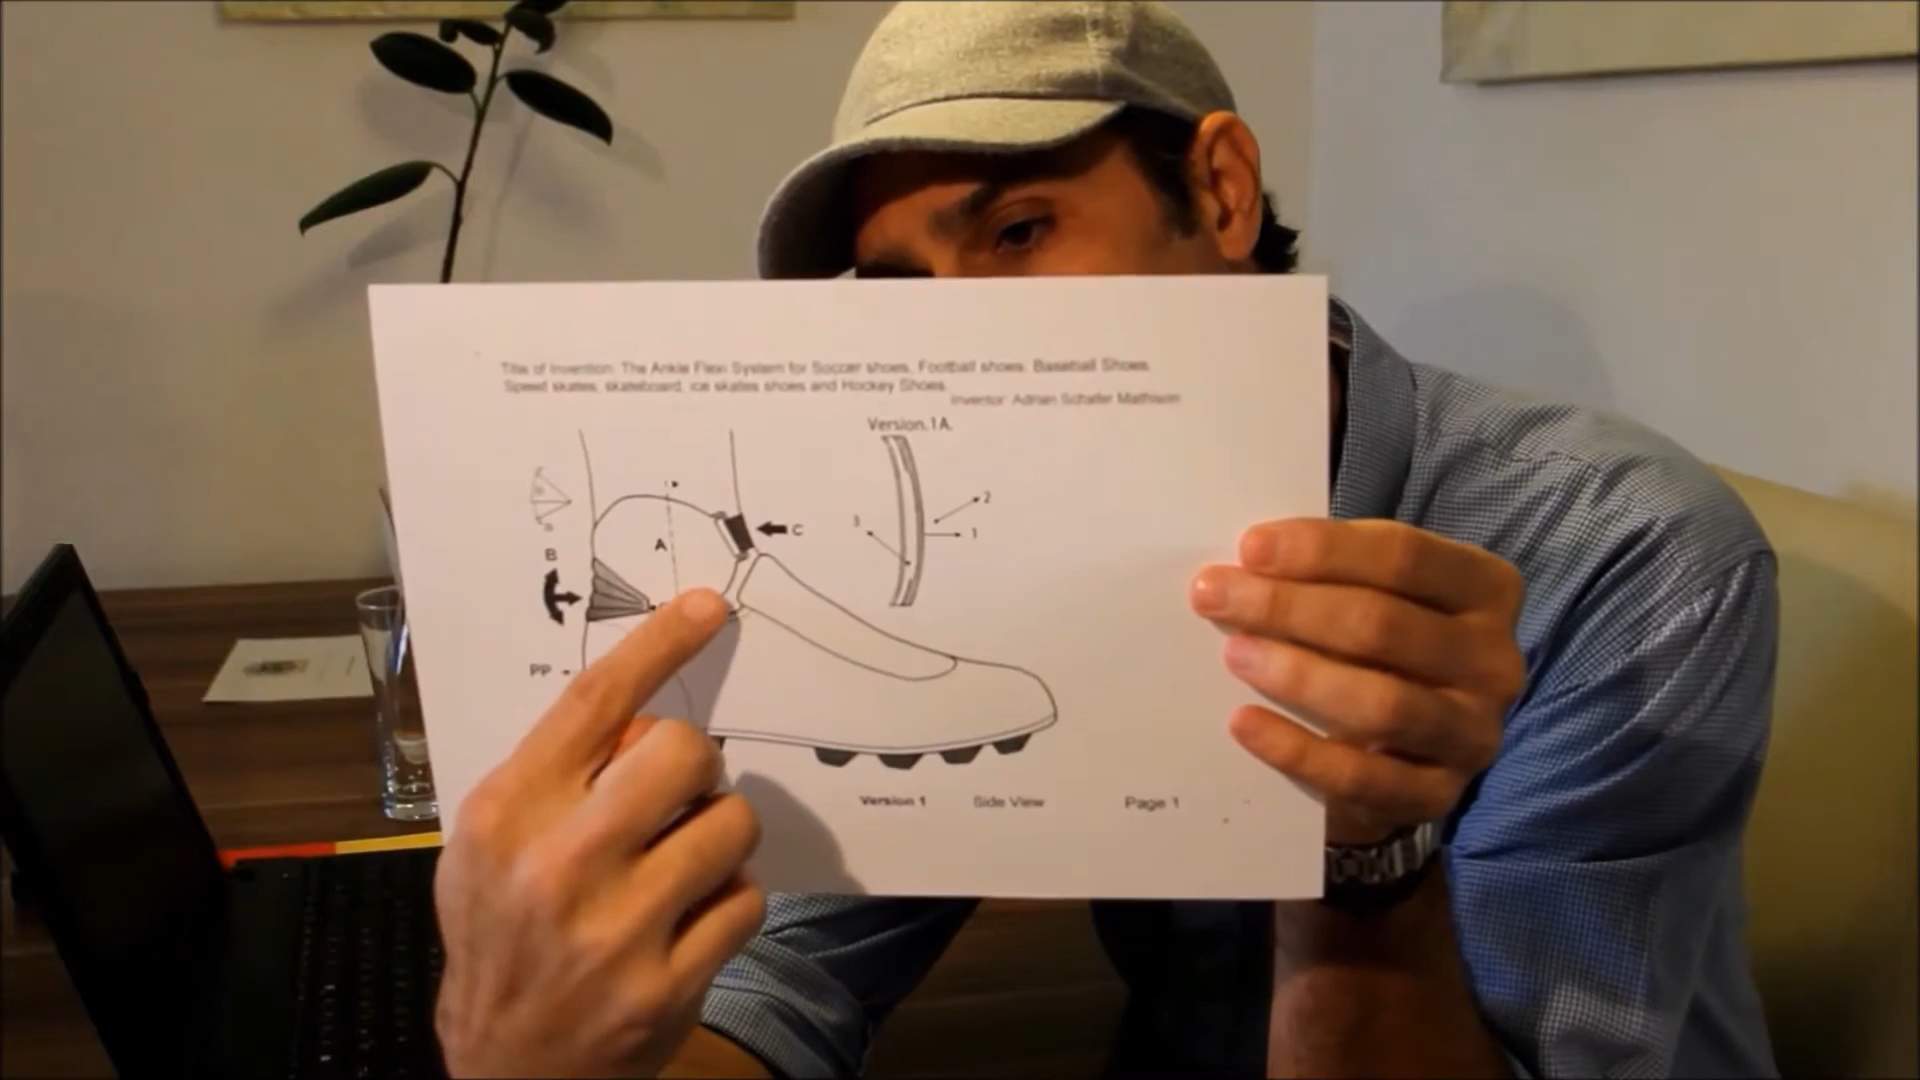 Title of Invention: The Ankle Flexi System for Soccer shoes, Football shoes, Baseball Shoes,
Speed skates, skateboard, ice skates shoes and Hockey Shoes.
Inventor: Adrian Schafer Mathison
Version.1A.
2
3
1
C
A
B
PP
Version 1 Side View Page 1